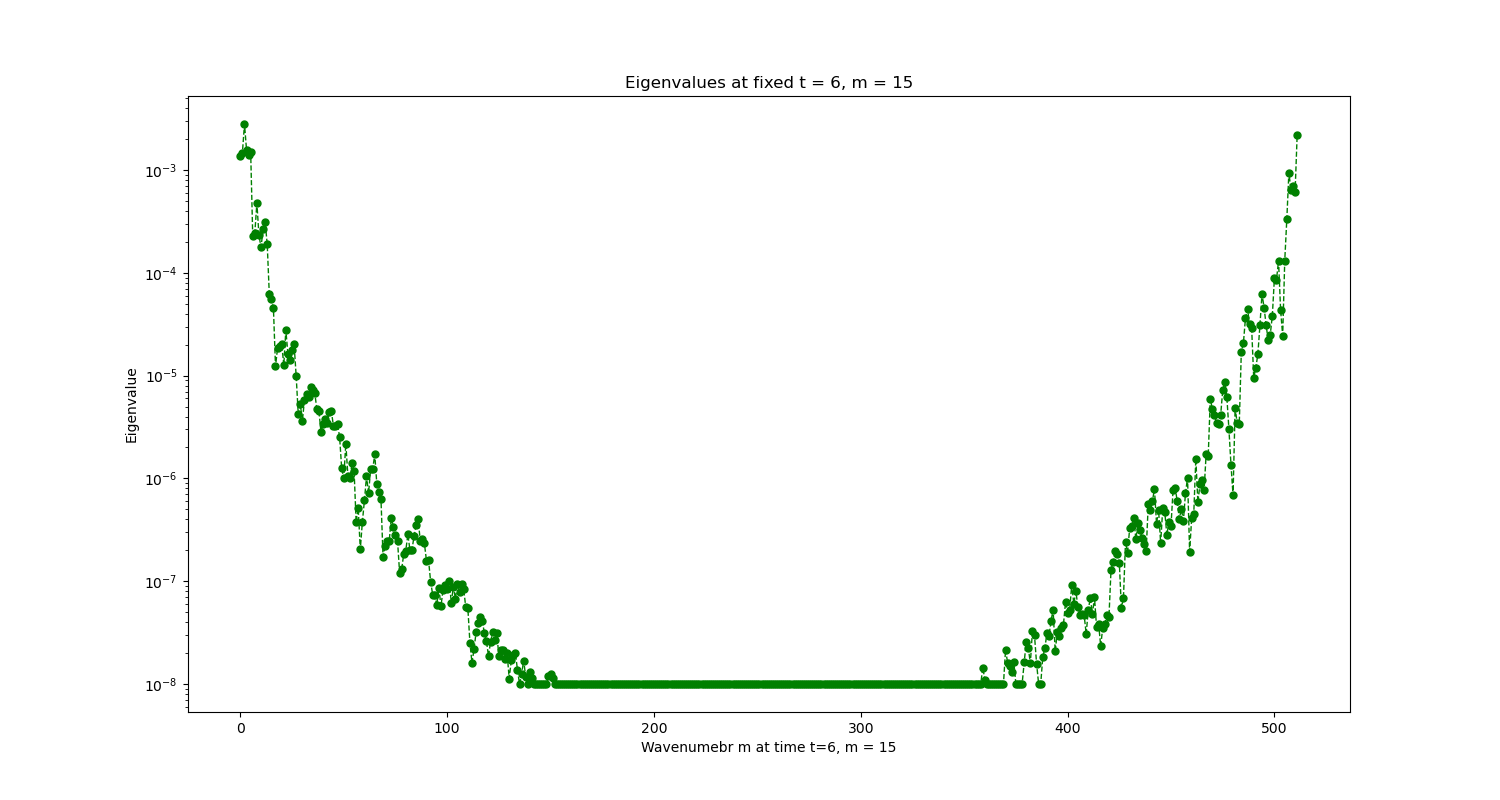 Eigenvalues at fixed t = 6, m = 15
Eigenvalue
10⁻³
10⁻⁴
10⁻⁵
10⁻⁶
10⁻⁷
10⁻⁸
0 100 200 300 400 500
Wavenumebr m at time t=6, m = 15